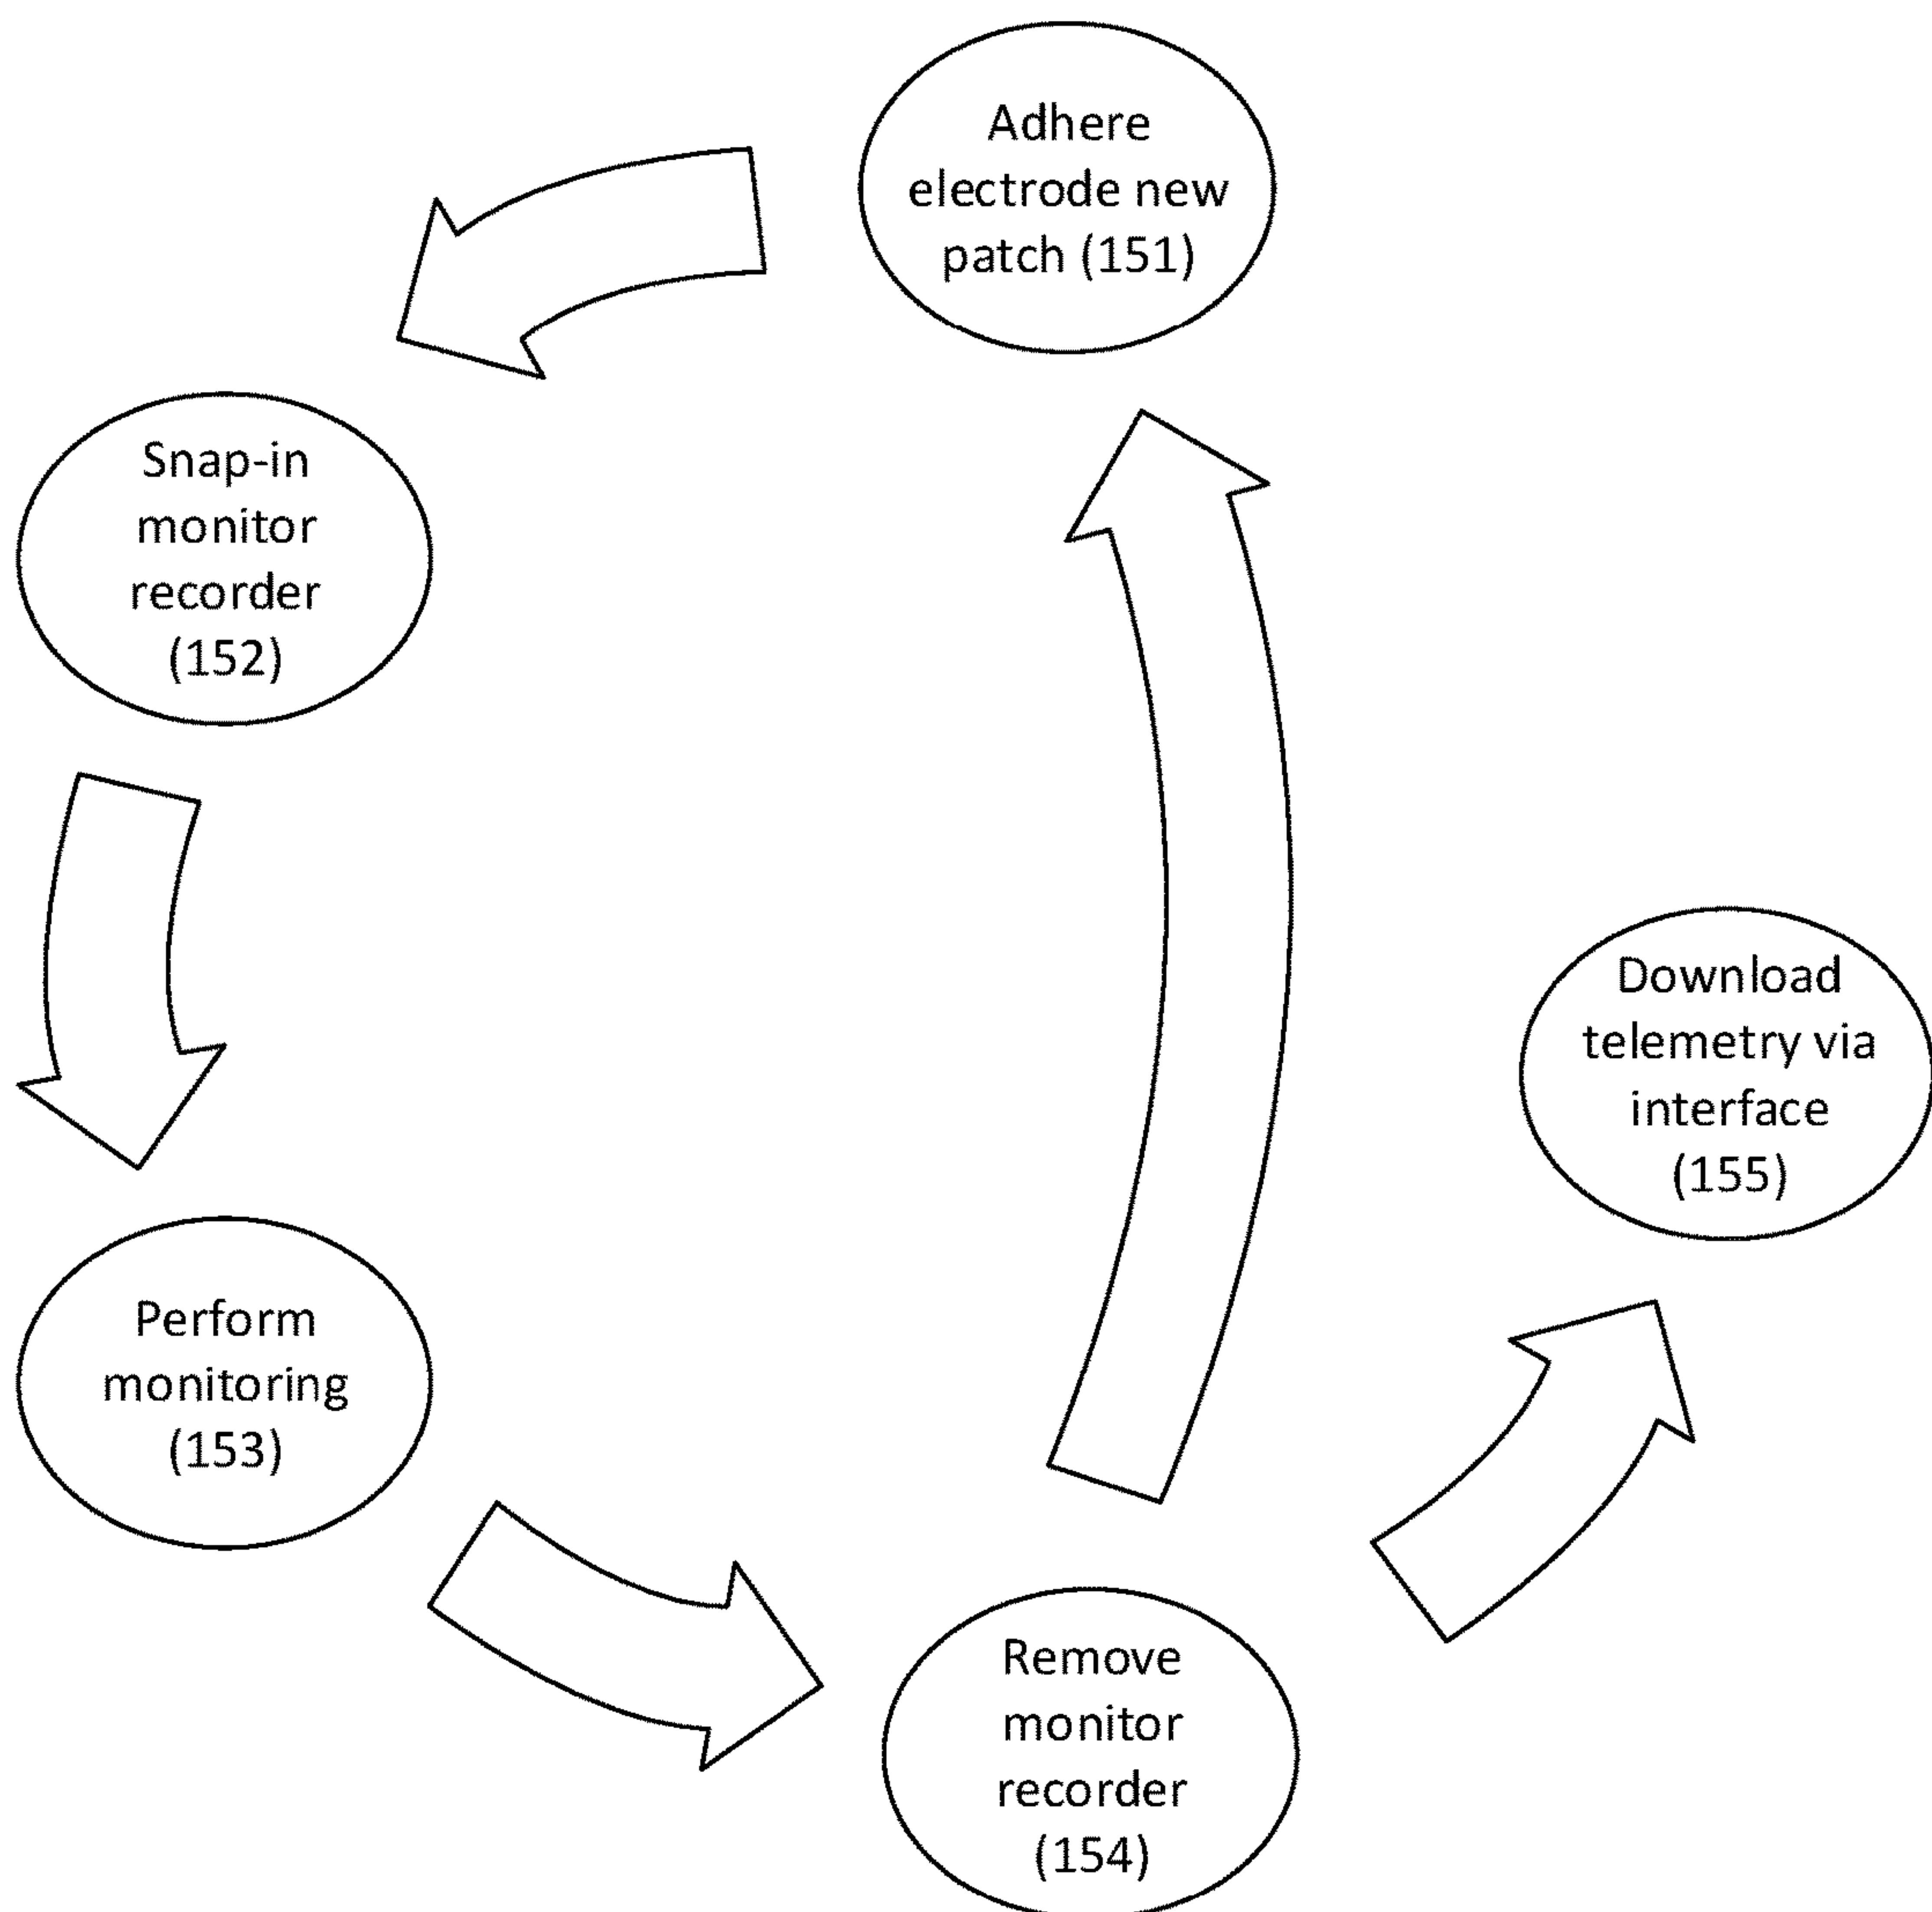 Adhere
electrode new
patch (151)
Snap-in
monitor
recorder
(152)
Download
telemetry via
interface
(155)
Perform
monitoring
(153)
Remove
monitor
recorder
(154)